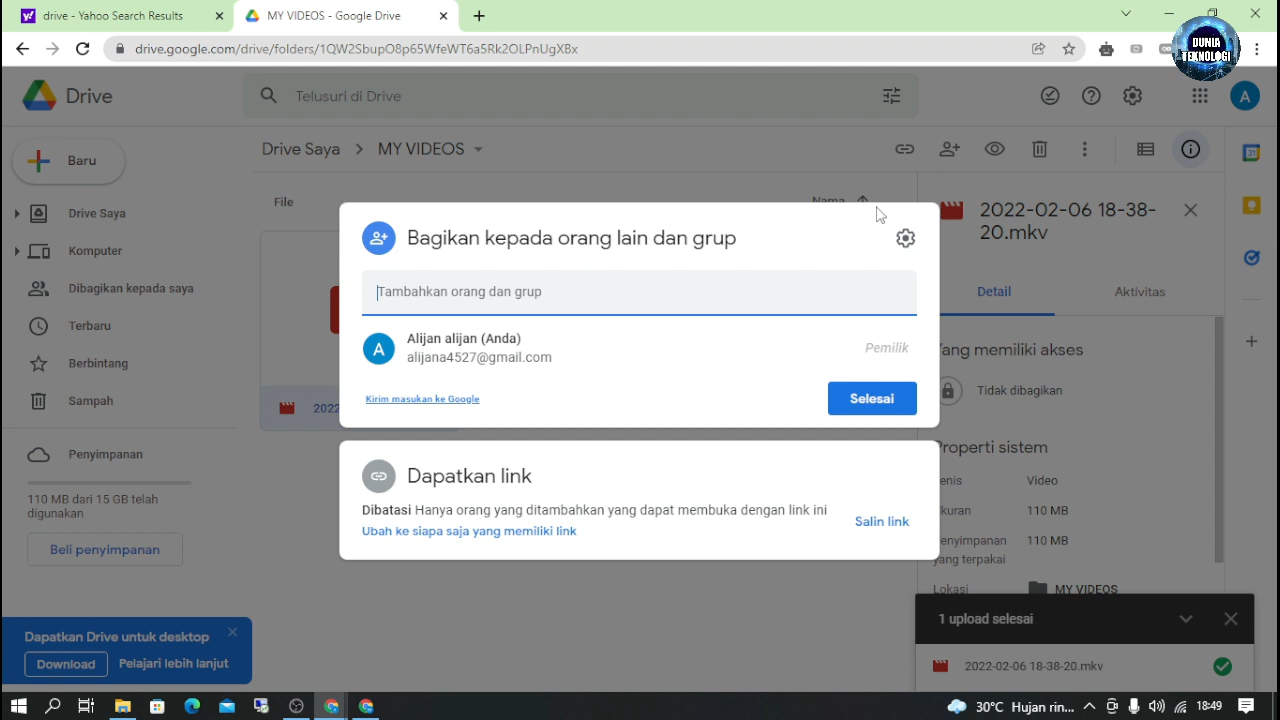 drive - Yahoo Search Results
MY VIDEOS - Google Drive
drive.google.com/drive/folders/1QW2SbupO8p65WfeWT6a5Rk2OLPnUgXBx
DUNIA
TEKNOLOGI
Drive
Telusuri di Drive
A
Baru
Drive Saya
MY VIDEOS
31
File
Nama
2022-02-06 18-38-
20.mkv
Drive Saya
Komputer
Dibagikan kepada saya
Terbaru
Berbintang
Sampah
Penyimpanan
110 MB dari 15 GB telah
digunakan
Beli penyimpanan
2022
Bagikan kepada orang lain dan grup
Tambahkan orang dan grup
A
Alijan alijan (Anda)
alijana4527@gmail.com
Pemilik
Kirim masukan ke Google
Selesai
Dapatkan link
Dibatasi Hanya orang yang ditambahkan yang dapat membuka dengan link ini
Ubah ke siapa saja yang memiliki link
Salin link
Detail
Aktivitas
Yang memiliki akses
Tidak dibagikan
Properti sistem
enis
Video
kuran
110 MB
enyimpanan
yang terpakai
110 MB
Lokasi
MY VIDEOS
Dapatkan Drive untuk desktop
Download
Pelajari lebih lanjut
1 upload selesai
2022-02-06 18-38-20.mkv
30°C Hujan rin...
18:49